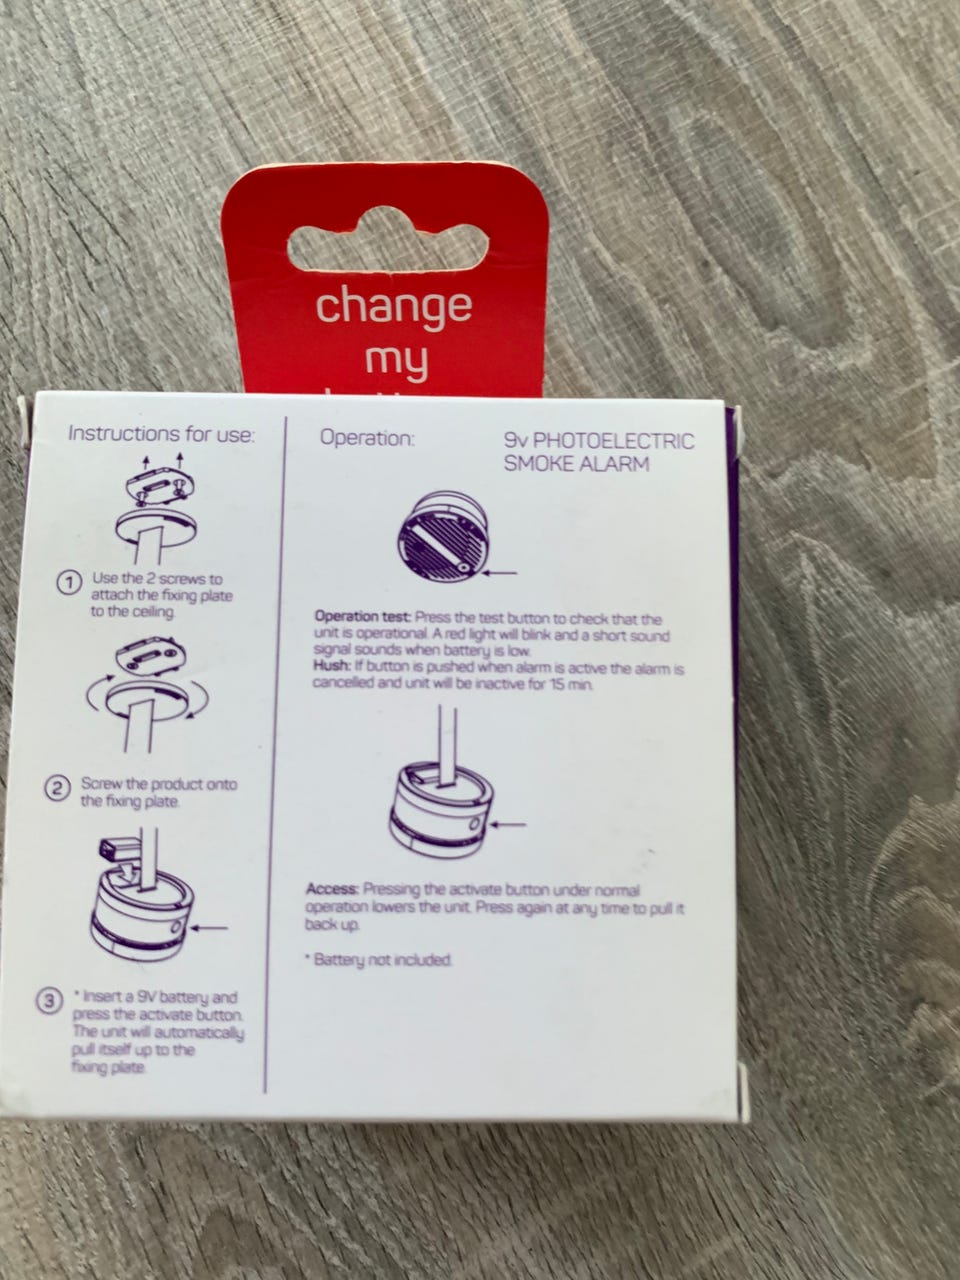 change
my
Instructions for use:
1 Use the 2 screws to
attach the fixing plate
to the ceiling.
2 Screw the product onto
the fixing plate.
3 * Insert a 9V battery and
press the activate button.
The unit will automatically
pull itself up to the
fixing plate.
Operation:
9v PHOTOELECTRIC
SMOKE ALARM
Operation test: Press the test button to check that the
unit is operational. A red light will blink and a short sound
signal sounds when battery is low.
Hush: If button is pushed when alarm is active the alarm is
cancelled and unit will be inactive for 15 min.
Access: Pressing the activate button under normal
operation lowers the unit. Press again at any time to pull it
back up.
* Battery not included.